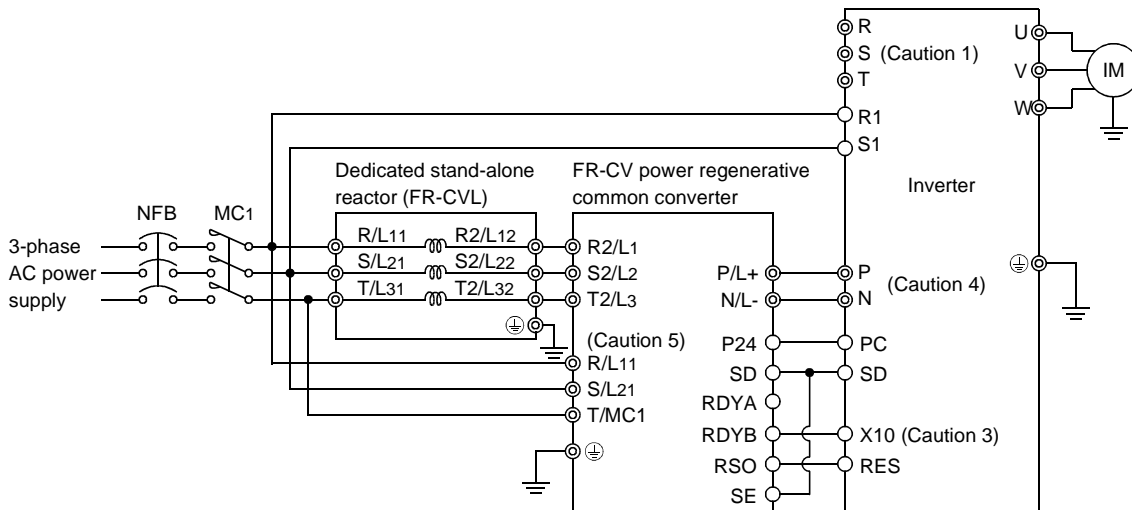 R
S (Caution 1)
T
R1
S1
U
V
W
IM
Inverter
Dedicated stand-alone
reactor (FR-CVL)
FR-CV power regenerative
common converter
NFB
MC1
3-phase
AC power
supply
R/L11 R2/L12
S/L21 S2/L22
T/L31 T2/L32
R2/L1
S2/L2
T2/L3
(Caution 5)
R/L11
S/L21
T/MC1
P/L+
N/L-
P24
SD
RDYA
RDYB
RSO
SE
P
N
(Caution 4)
PC
SD
X10 (Caution 3)
RES